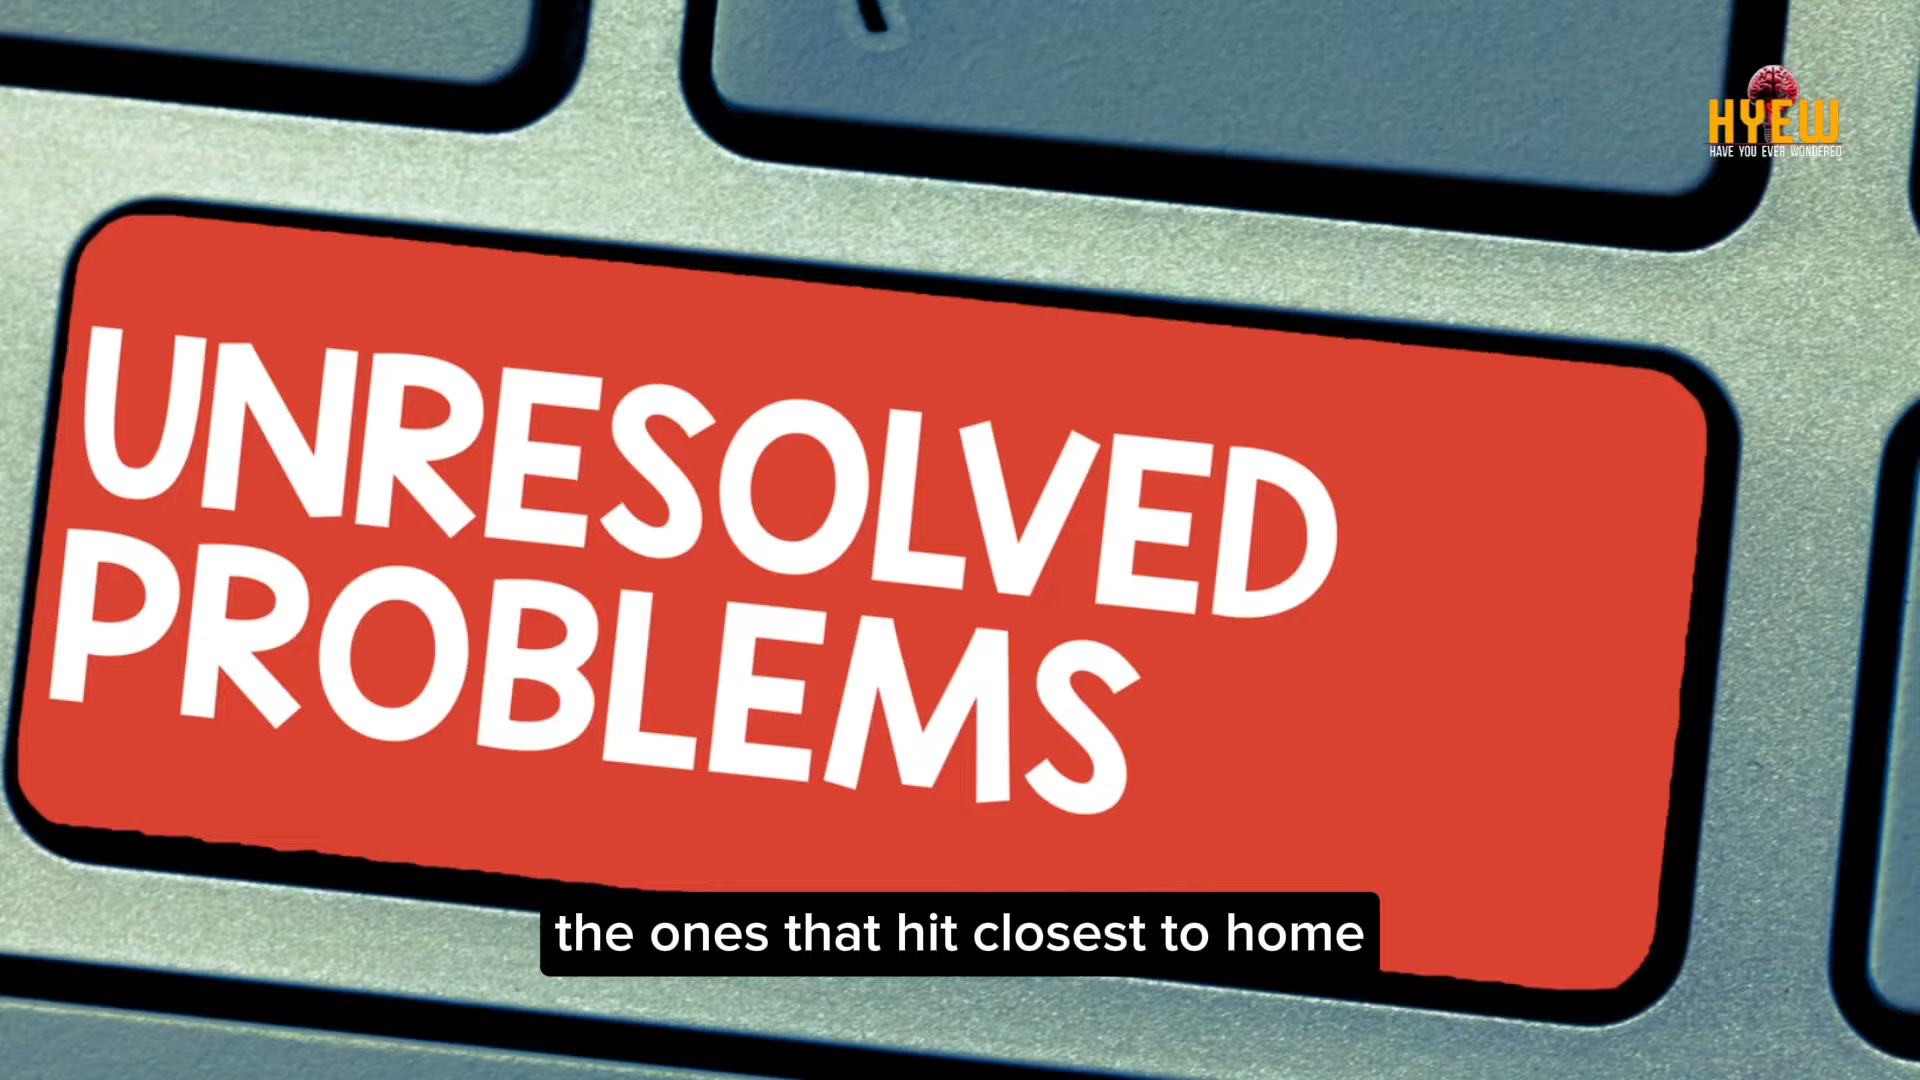 HYEW
HAVE YOU EVER WONDERED
UNRESOLVED
PROBLEMS
the ones that hit closest to home